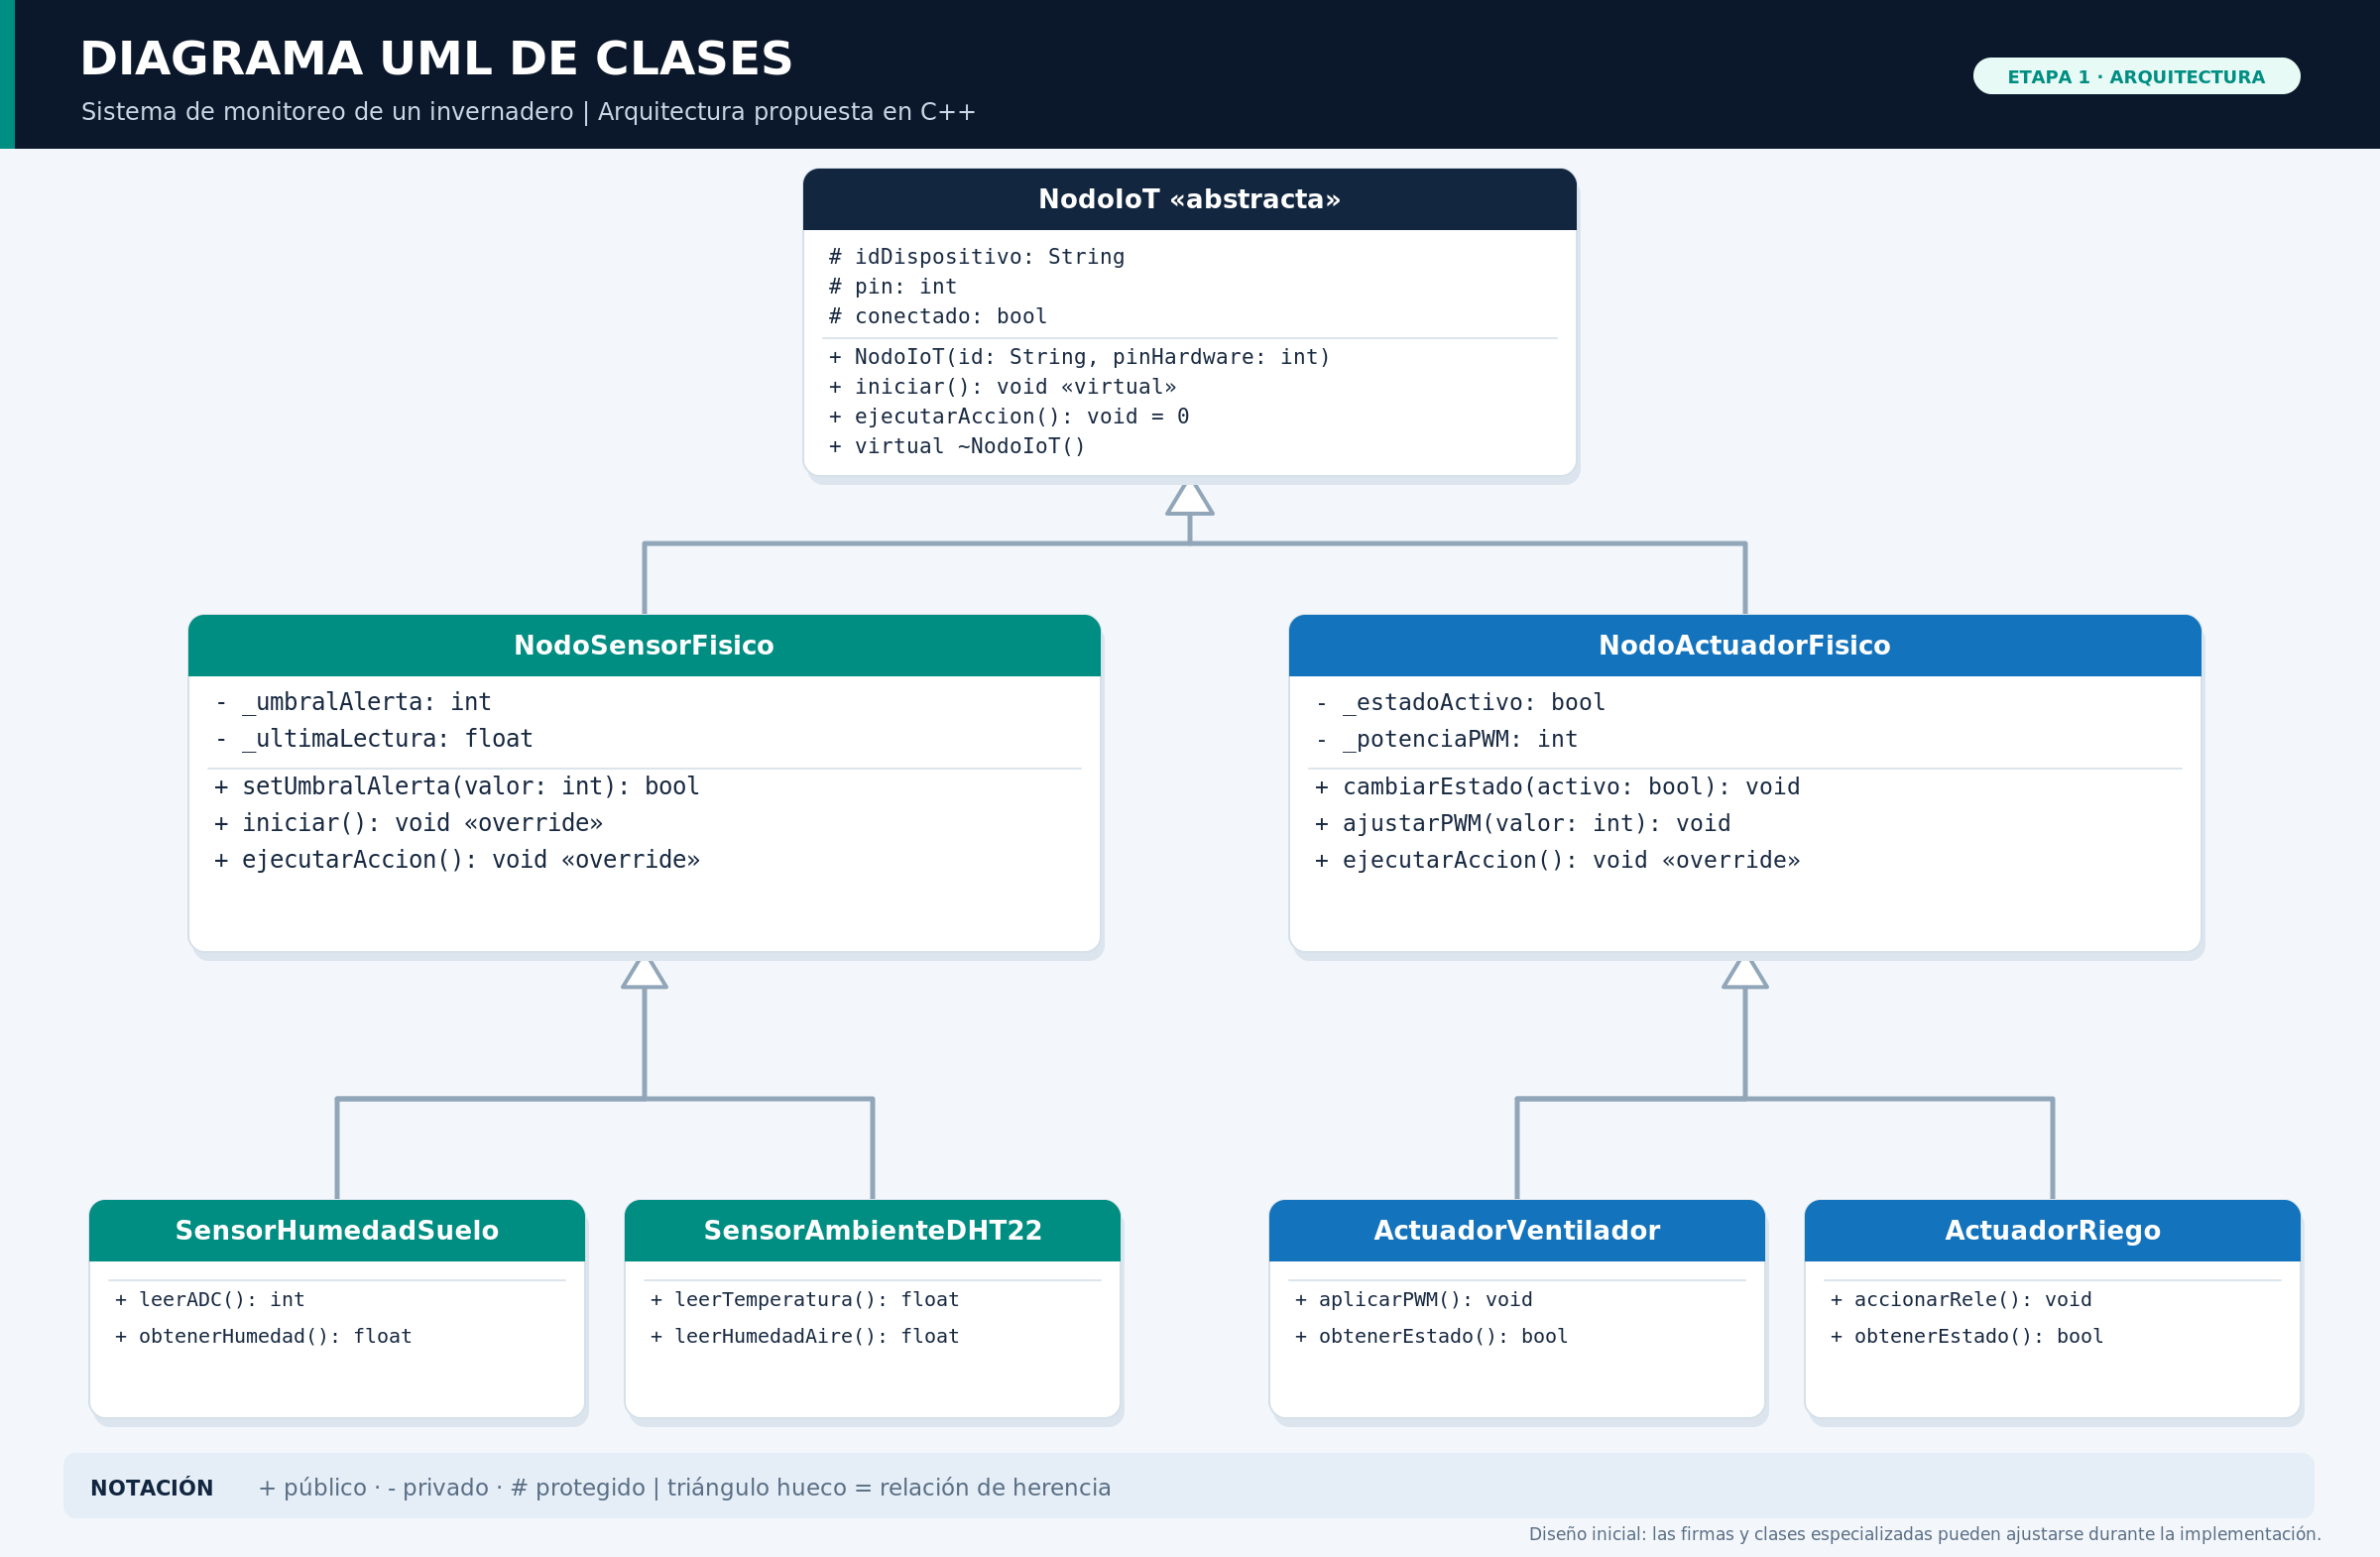 DIAGRAMA UML DE CLASES
Sistema de monitoreo de un invernadero | Arquitectura propuesta en C++
ETAPA 1 · ARQUITECTURA
NodoIoT «abstracta»
# idDispositivo: String
# pin: int
# conectado: bool
+ NodoIoT(id: String, pinHardware: int)
+ iniciar(): void «virtual»
+ ejecutarAccion(): void = 0
+ virtual ~NodoIoT()
NodoSensorFisico
- _umbralAlerta: int
- _ultimaLectura: float
+ setUmbralAlerta(valor: int): bool
+ iniciar(): void «override»
+ ejecutarAccion(): void «override»
NodoActuadorFisico
- _estadoActivo: bool
- _potenciaPWM: int
+ cambiarEstado(activo: bool): void
+ ajustarPWM(valor: int): void
+ ejecutarAccion(): void «override»
SensorHumedadSuelo
+ leerADC(): int
+ obtenerHumedad(): float
SensorAmbienteDHT22
+ leerTemperatura(): float
+ leerHumedadAire(): float
ActuadorVentilador
+ aplicarPWM(): void
+ obtenerEstado(): bool
ActuadorRiego
+ accionarRele(): void
+ obtenerEstado(): bool
NOTACIÓN + público · - privado · # protegido | triángulo hueco = relación de herencia
Diseño inicial: las firmas y clases especializadas pueden ajustarse durante la implementación.